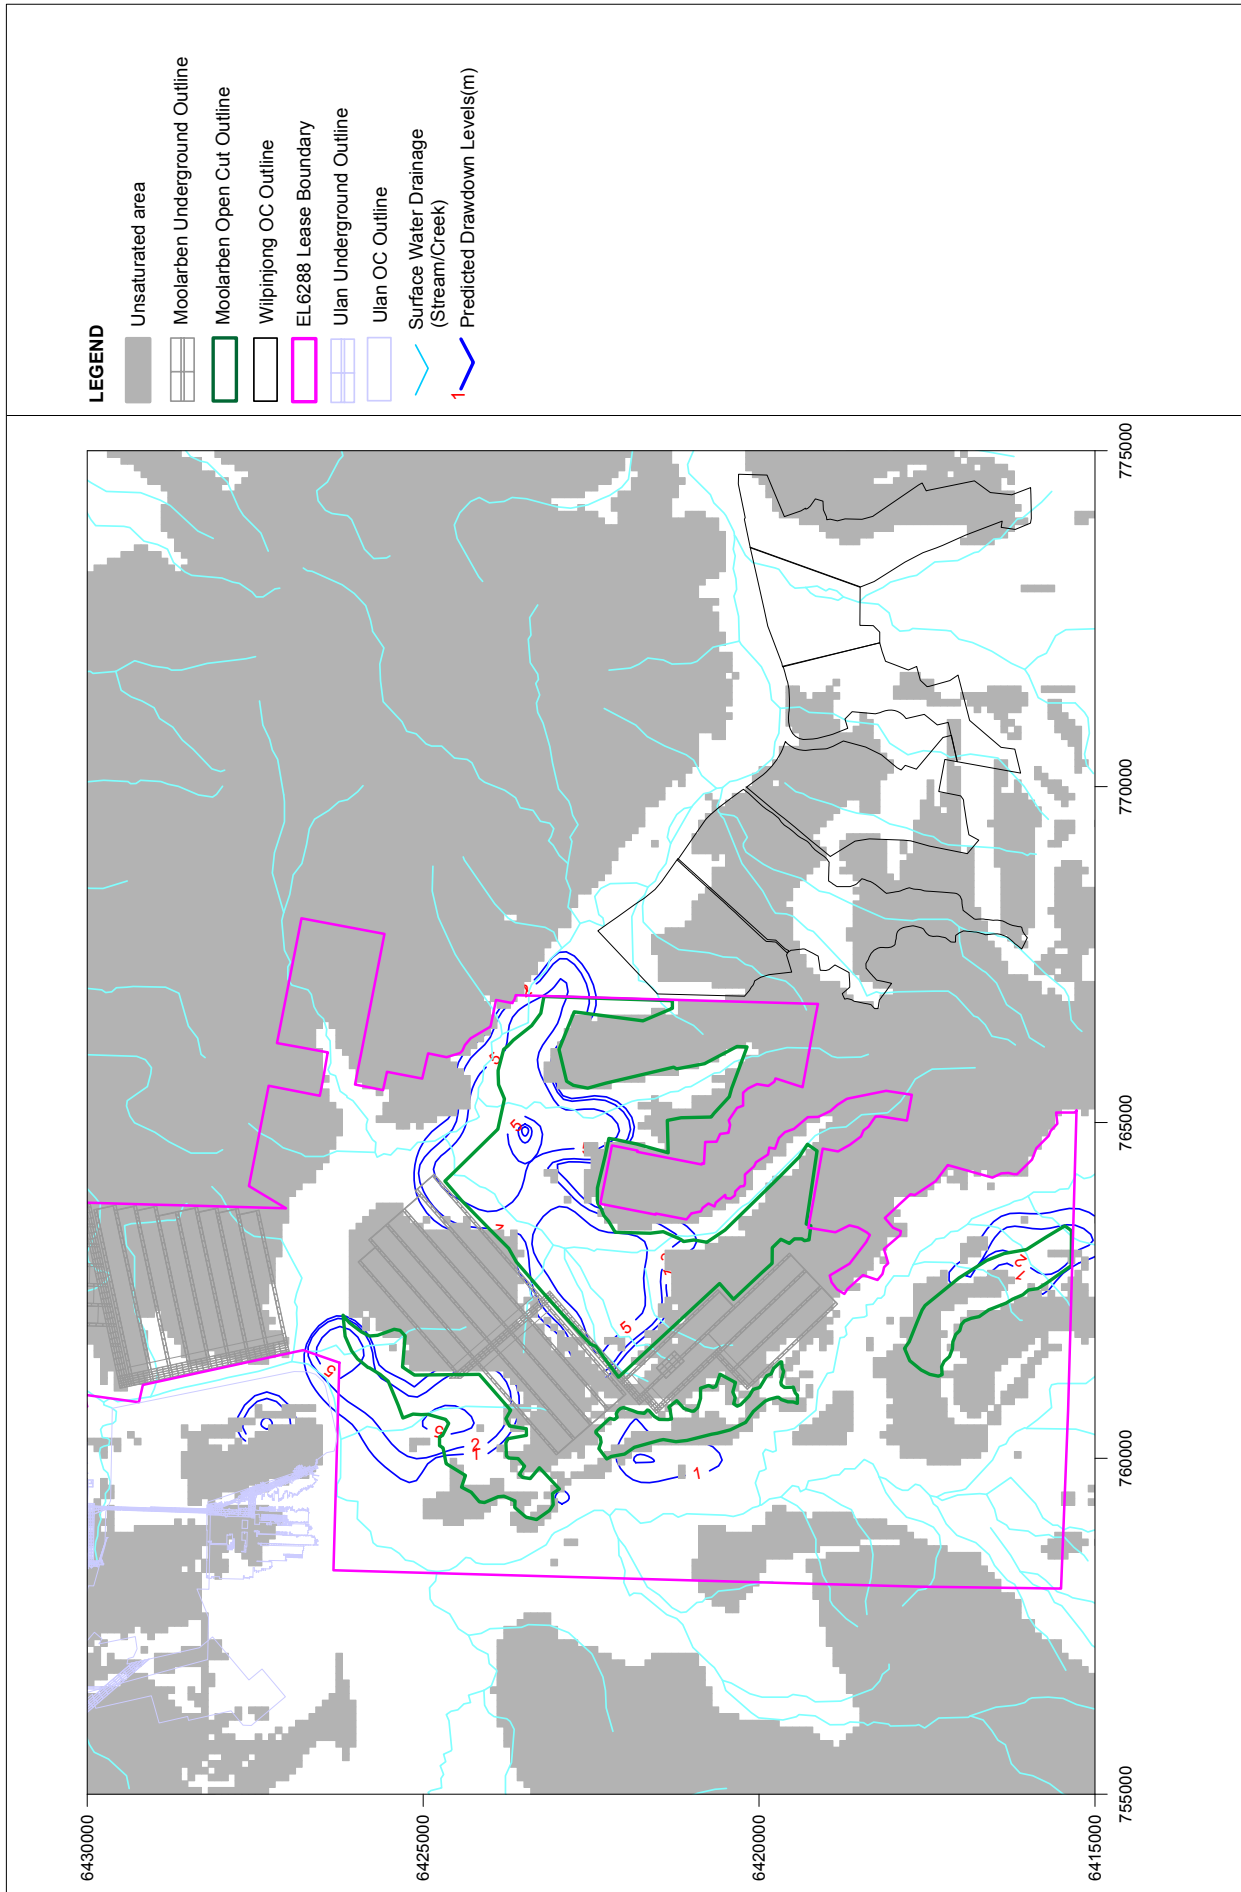 LEGEND
Unsaturated area
Moolarben Underground Outline
Moolarben Open Cut Outline
Wilpinjong OC Outline
EL6288 Lease Boundary
Ulan Underground Outline
Ulan OC Outline
Surface Water Drainage
(Stream/Creek)
1 Predicted Drawdown Levels(m)
6430000
6425000
6420000
6415000
755000
760000
765000
770000
775000
5
5
5
5
5
2
1
1
1
2
1